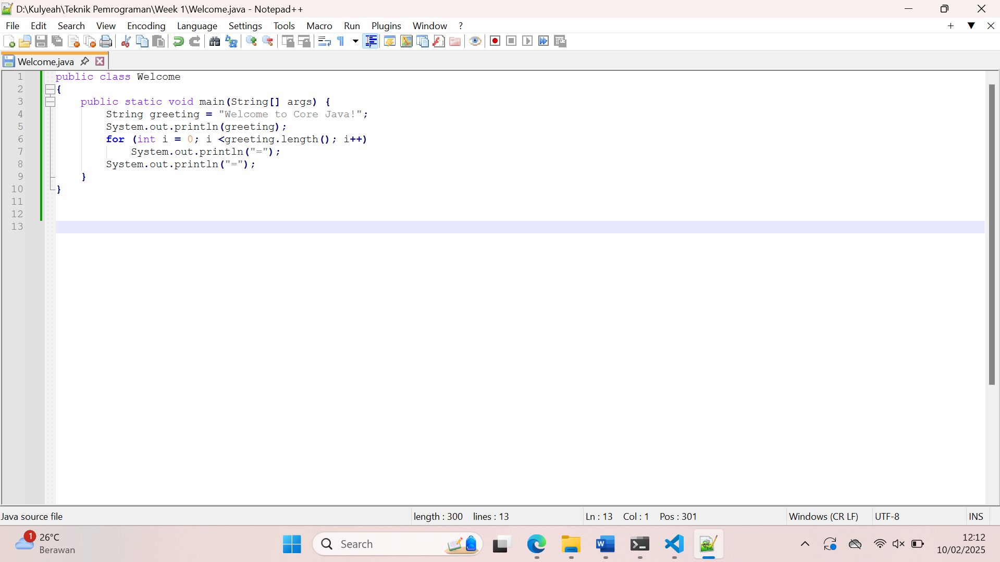 D:\Kulyeah\Teknik Pemrograman\Week 1\Welcome.java - Notepad++
File Edit Search View Encoding Language Settings Tools Macro Run Plugins Window ?
Welcome.java
1 public class Welcome
2 {
3     public static void main(String[] args) {
4         String greeting = "Welcome to Core Java!";
5         System.out.println(greeting);
6         for (int i = 0; i <greeting.length(); i++)
7             System.out.println("=");
8         System.out.println("=");
9     }
10 }
11
12
13
Java source file length : 300 lines : 13 Ln : 13 Col : 1 Pos : 301 Windows (CR LF) UTF-8 INS
1 26°C
Berawan
Search
12:12
10/02/2025